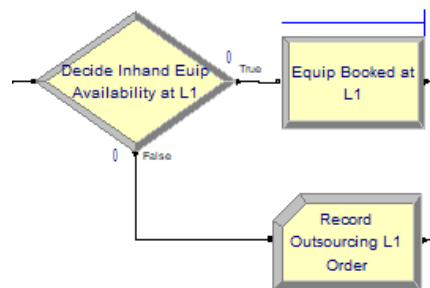 Decide Inhand Euip
Availability at L1
0
True
Equip Booked at
L1
0
False
Record
Outsourcing L1
Order